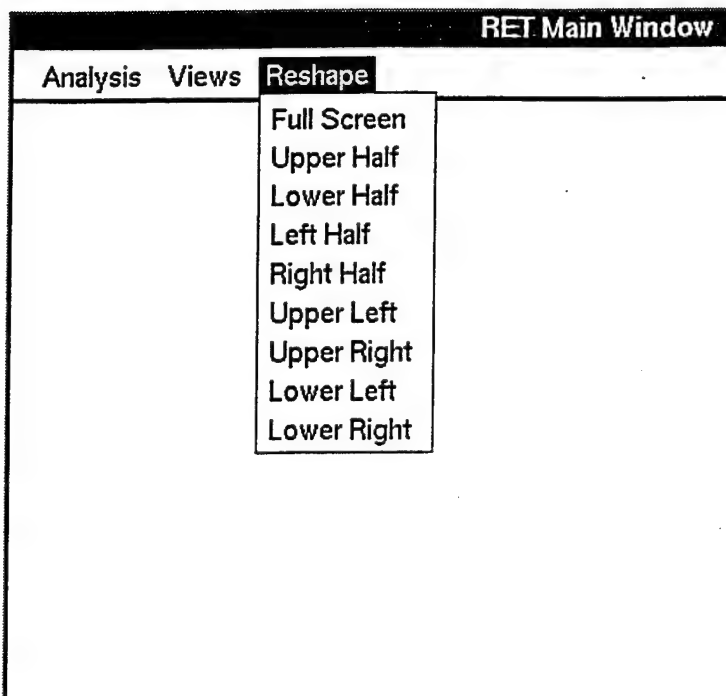 RET Main Window
Analysis Views Reshape
Full Screen
Upper Half
Lower Half
Left Half
Right Half
Upper Left
Upper Right
Lower Left
Lower Right